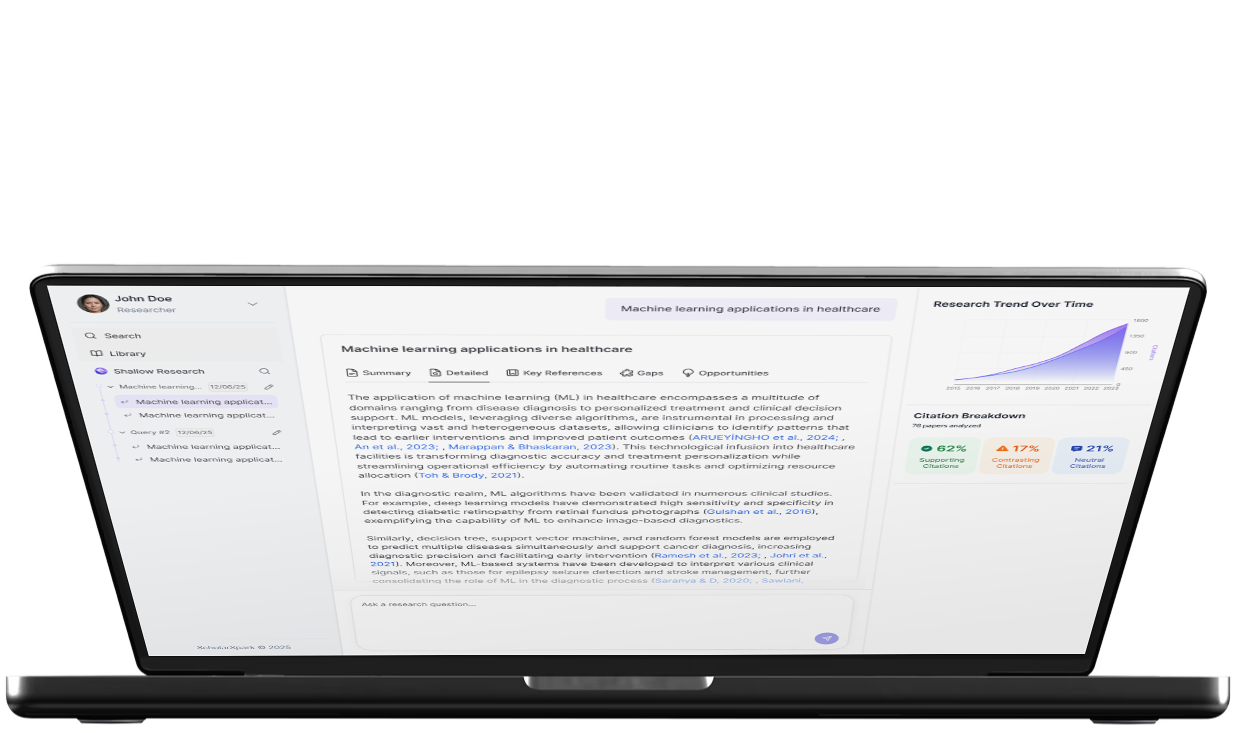 John Doe
Researcher
Search
Library
Shallow Research
Machine learning... 12/06/25
Machine learning applicat...
Machine learning applicat...
Query #2 12/06/25
Machine learning applicat...
Machine learning applicat...
ScholarSpark © 2025
Machine learning applications in healthcare
Machine learning applications in healthcare
Summary Detailed Key References Gaps Opportunities
The application of machine learning (ML) in healthcare encompasses a multitude of
domains ranging from disease diagnosis to personalized treatment and clinical decision
support. ML models, leveraging diverse algorithms, are instrumental in processing and
interpreting vast and heterogeneous datasets, allowing clinicians to identify patterns that
lead to earlier interventions and improved patient outcomes (ARUEYINGHO et al., 2024; ,
An et al., 2023; , Marappan & Bhaskaran, 2023). This technological infusion into healthcare
facilities is transforming diagnostic accuracy and treatment personalization while
streamlining operational efficiency by automating routine tasks and optimizing resource
allocation (Toh & Brody, 2021).
In the diagnostic realm, ML algorithms have been validated in numerous clinical studies.
For example, deep learning models have demonstrated high sensitivity and specificity in
detecting diabetic retinopathy from retinal fundus photographs (Gulshan et al., 2016),
exemplifying the capability of ML to enhance image-based diagnostics.
Similarly, decision tree, support vector machine, and random forest models are employed
to predict multiple diseases simultaneously and support cancer diagnosis, increasing
diagnostic precision and facilitating early intervention (Ramesh et al., 2023; , Johri et al.,
2021). Moreover, ML-based systems have been developed to interpret various clinical
signals, such as those for epilepsy seizure detection and stroke management, further
consolidating the role of ML in the diagnostic process (Saranya & D, 2020; , Sawlani,
Ask a research question...
Research Trend Over Time
1800
1350
900
450
0
Citations
2015 2016 2017 2018 2019 2020 2021 2022 2023
Citation Breakdown
76 papers analyzed
62%
Supporting
Citations
17%
Contrasting
Citations
21%
Neutral
Citations